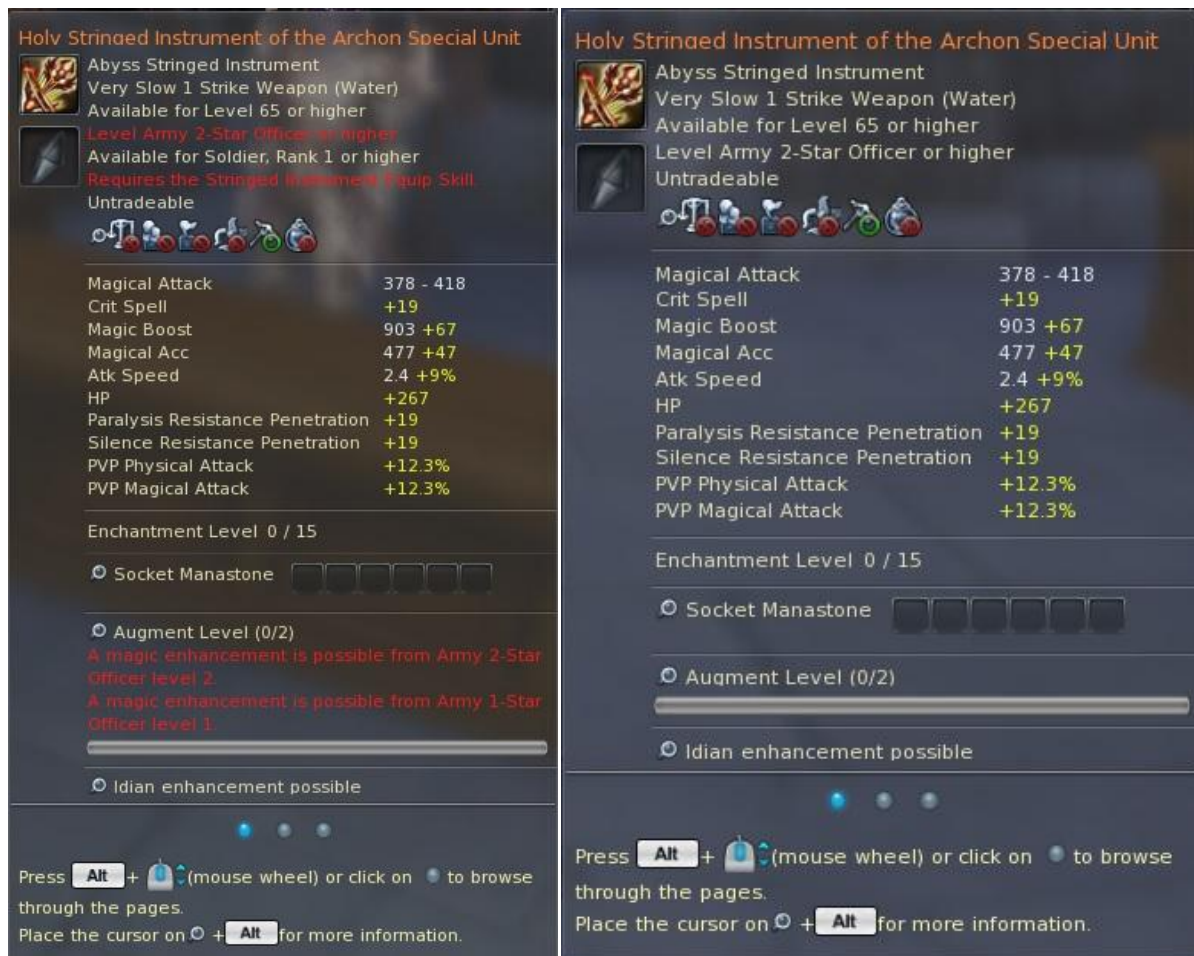 Holy Stringed Instrument of the Archon Special Unit
Abyss Stringed Instrument
Very Slow 1 Strike Weapon (Water)
Available for Level 65 or higher
Level Army 2-Star Officer or higher
Available for Soldier, Rank 1 or higher
Requires the Stringed Instrument Equip Skill.
Untradeable
Magical Attack 378 - 418
Crit Spell +19
Magic Boost 903 +67
Magical Acc 477 +47
Atk Speed 2.4 +9%
HP +267
Paralysis Resistance Penetration +19
Silence Resistance Penetration +19
PVP Physical Attack +12.3%
PVP Magical Attack +12.3%
Enchantment Level 0 / 15
Socket Manastone
Augment Level (0/2)
A magic enhancement is possible from Army 2-Star
Officer level 2.
A magic enhancement is possible from Army 1-Star
Officer level 1.
Idian enhancement possible
Press Alt + (mouse wheel) or click on to browse
through the pages.
Place the cursor on + Alt for more information.
Holy Stringed Instrument of the Archon Special Unit
Abyss Stringed Instrument
Very Slow 1 Strike Weapon (Water)
Available for Level 65 or higher
Level Army 2-Star Officer or higher
Untradeable
Magical Attack 378 - 418
Crit Spell +19
Magic Boost 903 +67
Magical Acc 477 +47
Atk Speed 2.4 +9%
HP +267
Paralysis Resistance Penetration +19
Silence Resistance Penetration +19
PVP Physical Attack +12.3%
PVP Magical Attack +12.3%
Enchantment Level 0 / 15
Socket Manastone
Augment Level (0/2)
Idian enhancement possible
Press Alt + (mouse wheel) or click on to browse
through the pages.
Place the cursor on + Alt for more information.